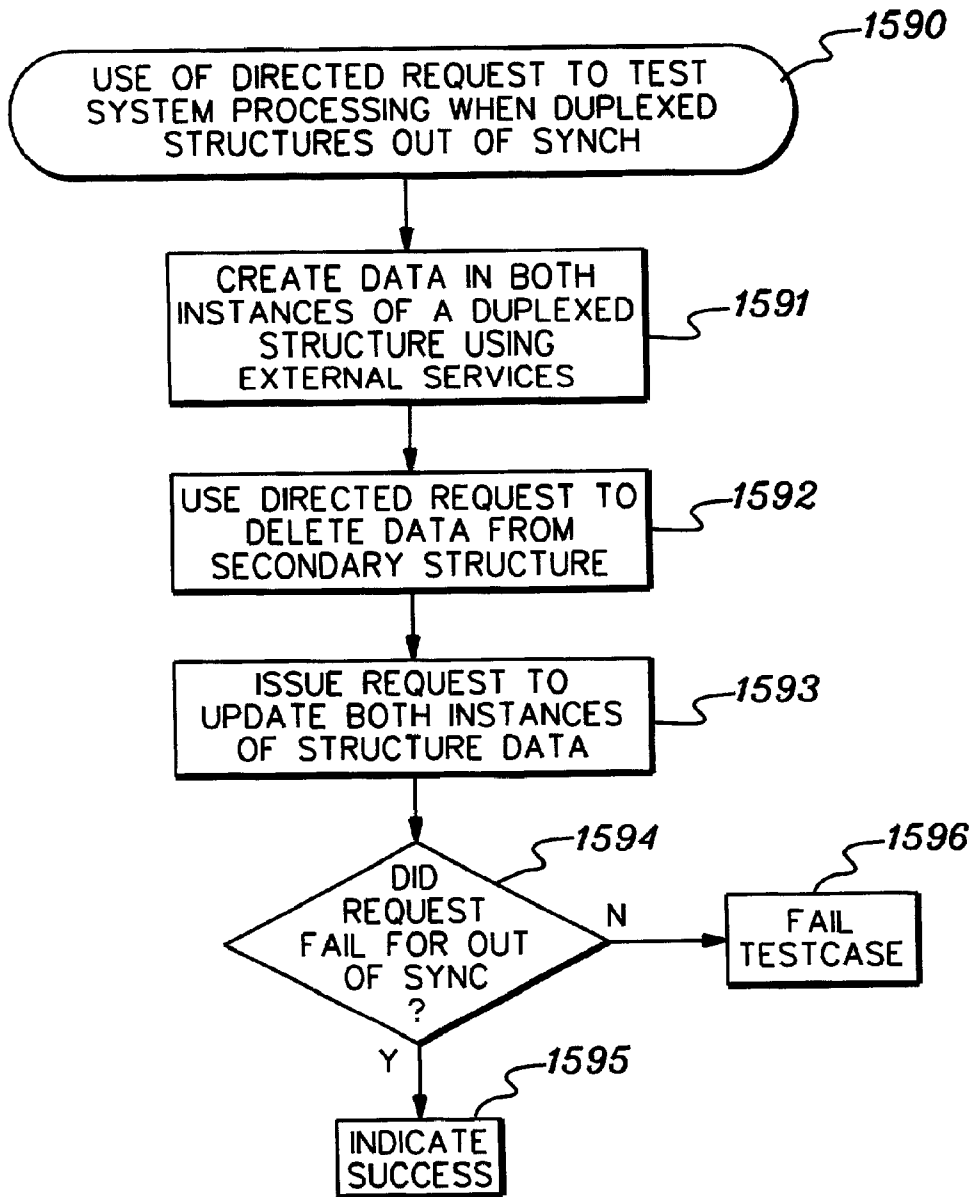 1590
USE OF DIRECTED REQUEST TO TEST
SYSTEM PROCESSING WHEN DUPLEXED
STRUCTURES OUT OF SYNCH
CREATE DATA IN BOTH
INSTANCES OF A DUPLEXED
STRUCTURE USING
EXTERNAL SERVICES
1591
USE DIRECTED REQUEST TO
DELETE DATA FROM
SECONDARY STRUCTURE
1592
ISSUE REQUEST TO
UPDATE BOTH INSTANCES
OF STRUCTURE DATA
1593
1594
DID
REQUEST
FAIL FOR OUT
OF SYNC
?
N
1596
FAIL
TESTCASE
Y
1595
INDICATE
SUCCESS